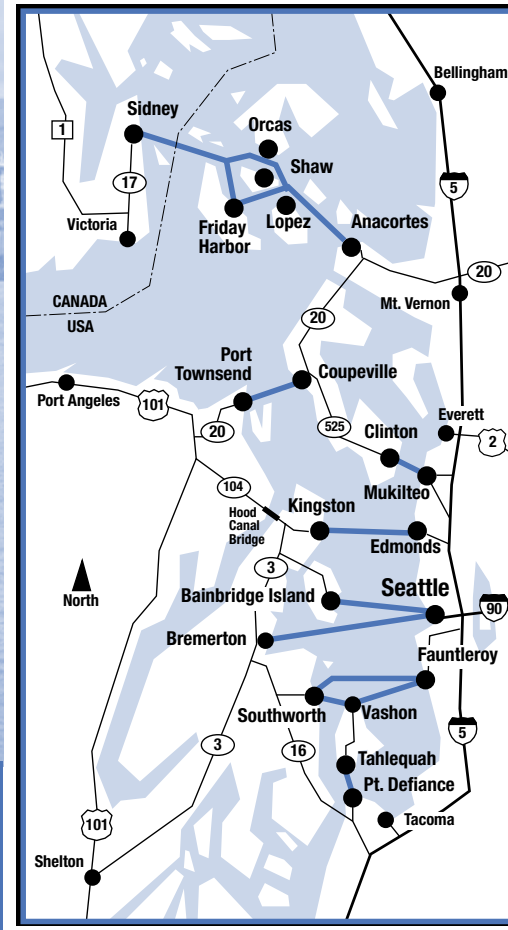 Bellingham
Sidney
Orcas
1
Shaw
17
5
Victoria
Friday
Harbor
Lopez
Anacortes
20
CANADA
USA
Mt. Vernon
20
Port
Townsend
Coupeville
Port Angeles
101
Everett
20
525
Clinton
2
104
Mukilteo
Hood
Canal
Bridge
Kingston
Edmonds
3
North
Bainbridge Island
Seattle
90
Bremerton
Fauntleroy
Southworth
Vashon
3
16
5
Tahlequah
Pt. Defiance
101
Tacoma
Shelton